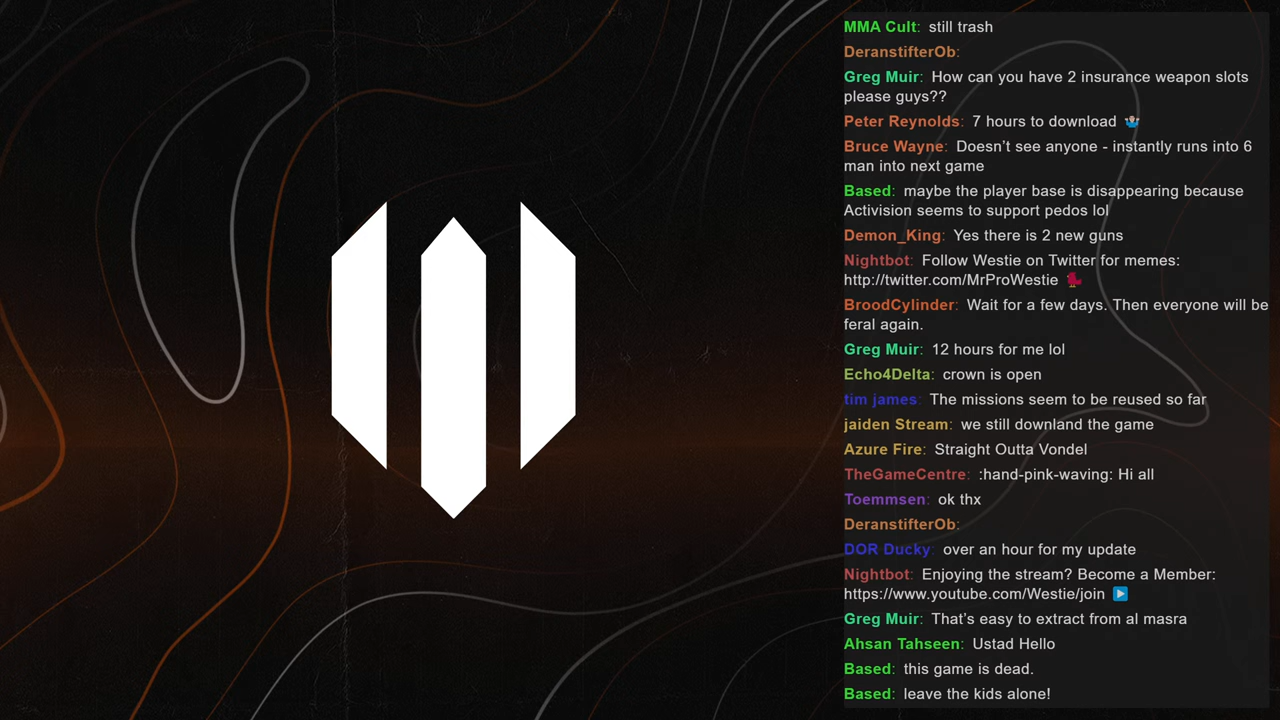 MMA Cult: still trash
DeranstifterOb:
Greg Muir: How can you have 2 insurance weapon slots
please guys??
Peter Reynolds: 7 hours to download
Bruce Wayne: Doesn’t see anyone - instantly runs into 6
man into next game
Based: maybe the player base is disappearing because
Activision seems to support pedos lol
Demon_King: Yes there is 2 new guns
Nightbot: Follow Westie on Twitter for memes:
http://twitter.com/MrProWestie
BroodCylinder: Wait for a few days. Then everyone will be
feral again.
Greg Muir: 12 hours for me lol
Echo4Delta: crown is open
tim james: The missions seem to be reused so far
jaiden Stream: we still downland the game
Azure Fire: Straight Outta Vondel
TheGameCentre: :hand-pink-waving: Hi all
Toemmsen: ok thx
DeranstifterOb:
DOR Ducky: over an hour for my update
Nightbot: Enjoying the stream? Become a Member:
https://www.youtube.com/Westie/join
Greg Muir: That’s easy to extract from al masra
Ahsan Tahseen: Ustad Hello
Based: this game is dead.
Based: leave the kids alone!